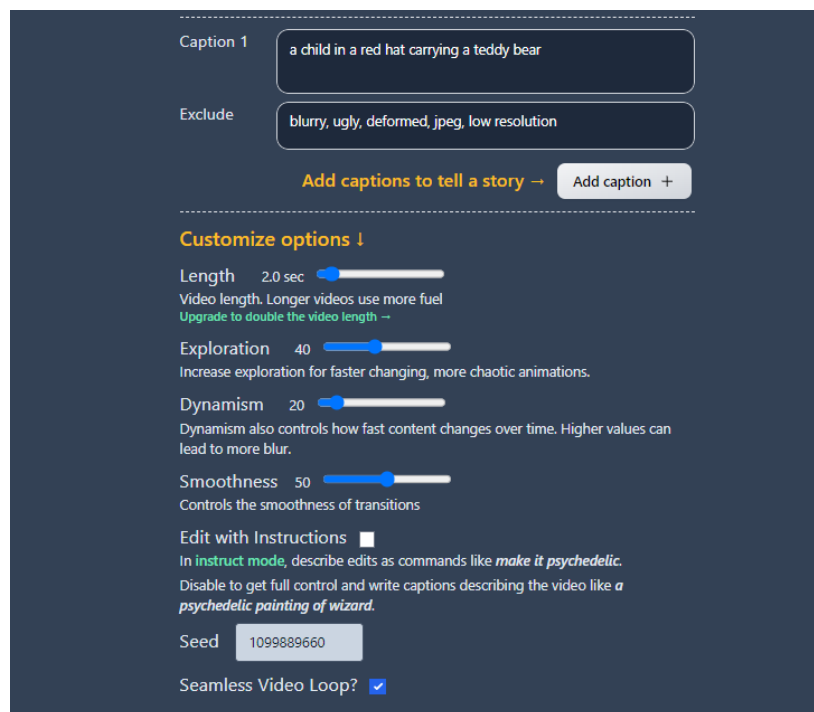 Caption 1
a child in a red hat carrying a teddy bear
Exclude
blurry, ugly, deformed, jpeg, low resolution
Add captions to tell a story →
Add caption +
Customize options ↓
Length 2.0 sec
Video length. Longer videos use more fuel
Upgrade to double the video length →
Exploration 40
Increase exploration for faster changing, more chaotic animations.
Dynamism 20
Dynamism also controls how fast content changes over time. Higher values can
lead to more blur.
Smoothness 50
Controls the smoothness of transitions
Edit with Instructions
In instruct mode, describe edits as commands like make it psychedelic.
Disable to get full control and write captions describing the video like a
psychedelic painting of wizard.
Seed 1099889660
Seamless Video Loop?